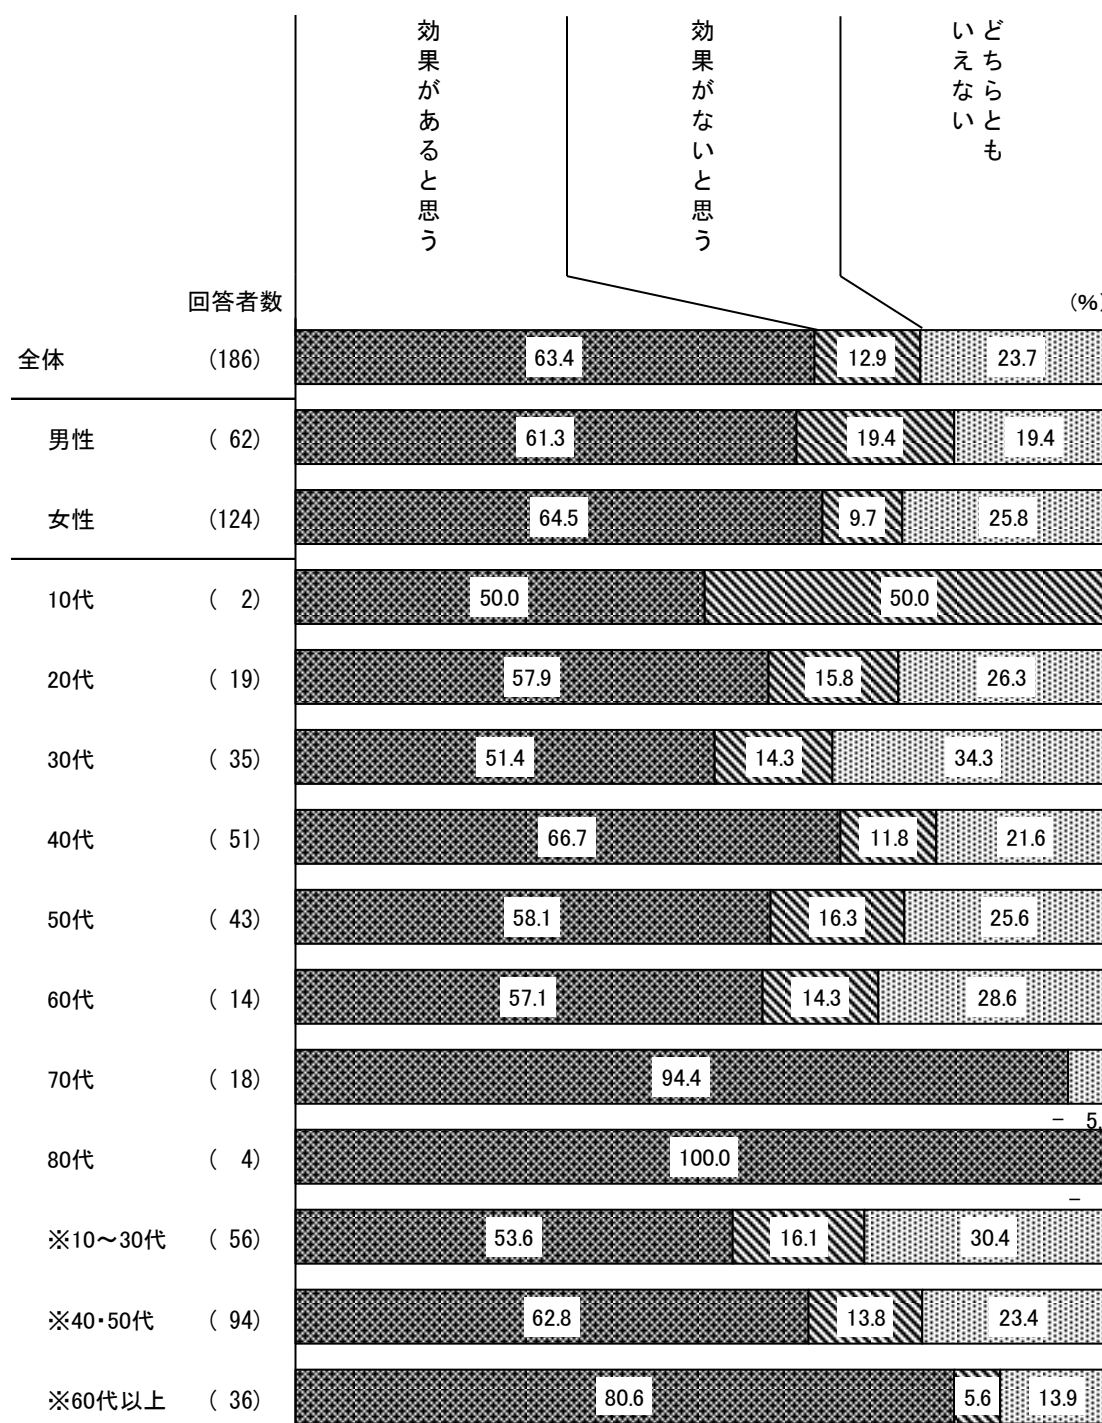 効果があると思う
効果がないと思う
どちらとも
いえない
回答者数
(%)
全体 (186) 63.4 12.9 23.7
男性 ( 62) 61.3 19.4 19.4
女性 (124) 64.5 9.7 25.8
10代 ( 2) 50.0 50.0
20代 ( 19) 57.9 15.8 26.3
30代 ( 35) 51.4 14.3 34.3
40代 ( 51) 66.7 11.8 21.6
50代 ( 43) 58.1 16.3 25.6
60代 ( 14) 57.1 14.3 28.6
70代 ( 18) 94.4
− 5.
80代 ( 4) 100.0
−
※10～30代 ( 56) 53.6 16.1 30.4
※40・50代 ( 94) 62.8 13.8 23.4
※60代以上 ( 36) 80.6 5.6 13.9